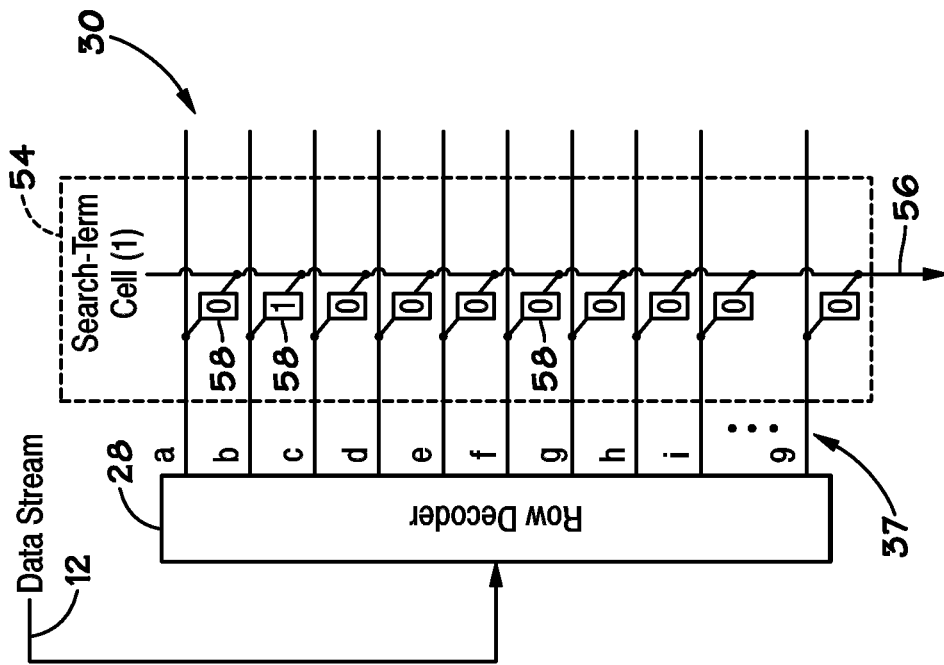 Data Stream
12
28
Row Decoder
30
54
Search-Term
Cell (1)
a
0
58
b
1
58
c
0
d
0
e
0
f
0
58
g
0
h
0
i
0
• • •
9
0
37
56